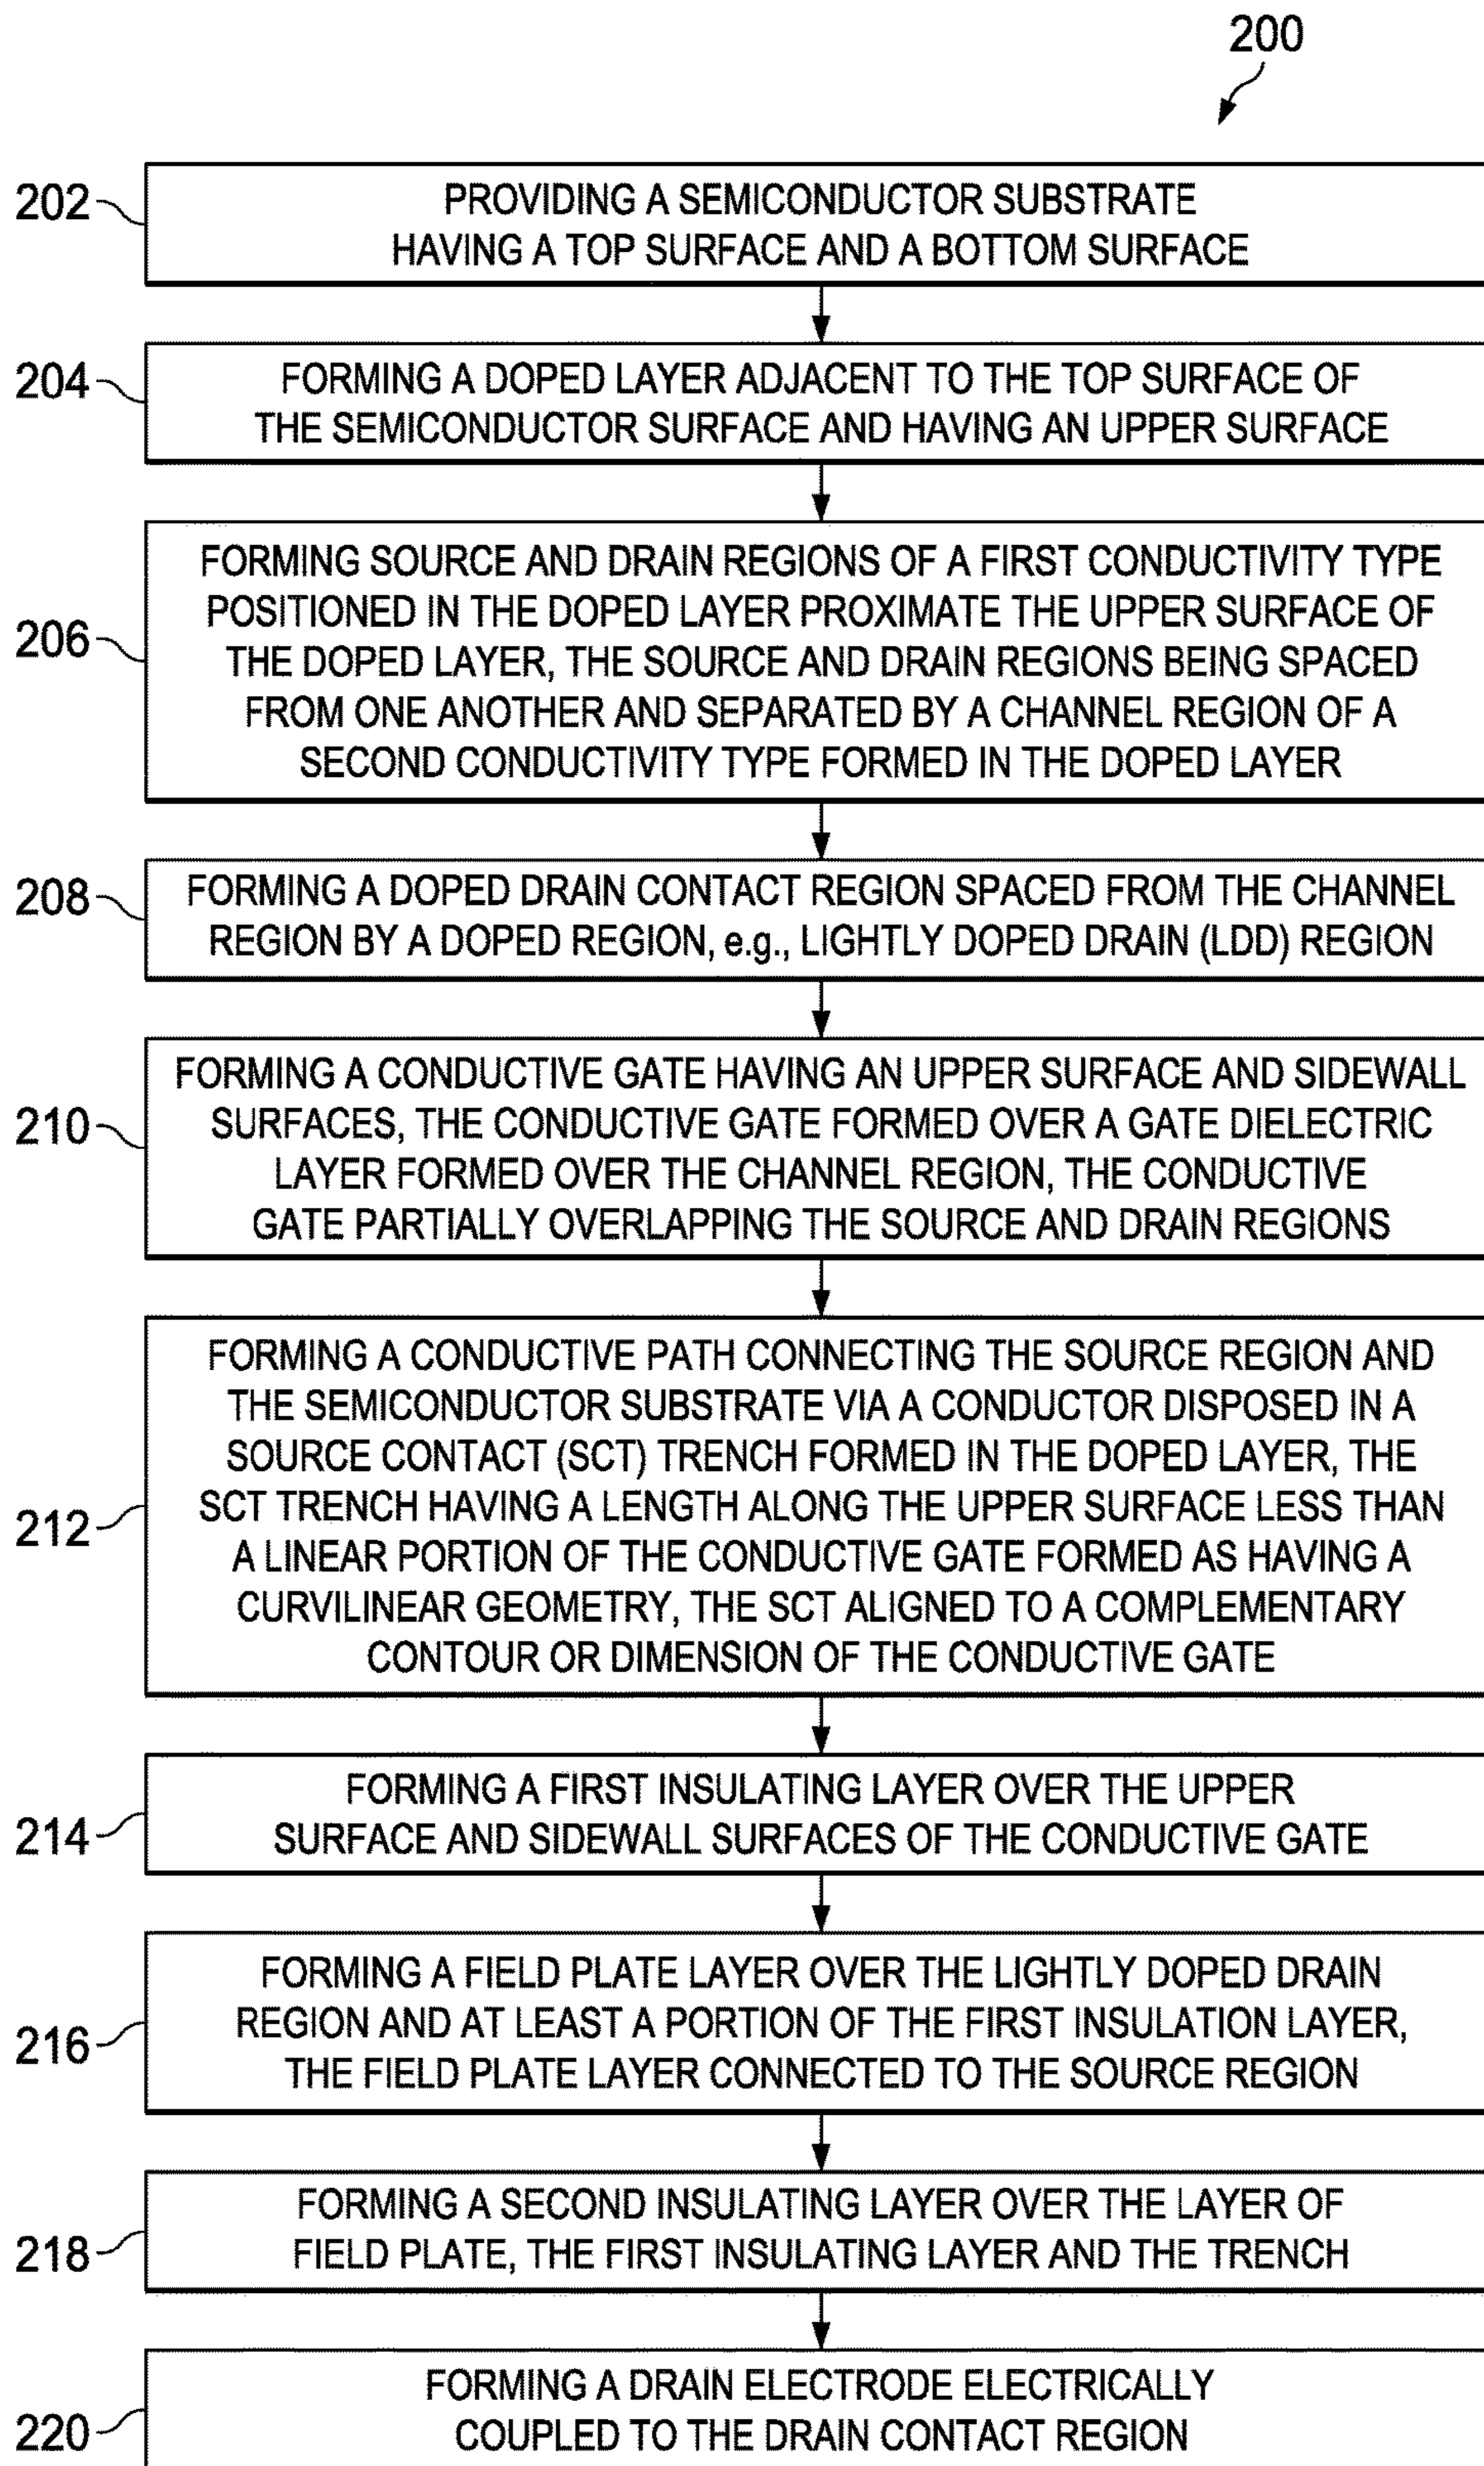 200
202
PROVIDING A SEMICONDUCTOR SUBSTRATE
HAVING A TOP SURFACE AND A BOTTOM SURFACE
204
FORMING A DOPED LAYER ADJACENT TO THE TOP SURFACE OF
THE SEMICONDUCTOR SURFACE AND HAVING AN UPPER SURFACE
206
FORMING SOURCE AND DRAIN REGIONS OF A FIRST CONDUCTIVITY TYPE
POSITIONED IN THE DOPED LAYER PROXIMATE THE UPPER SURFACE OF
THE DOPED LAYER, THE SOURCE AND DRAIN REGIONS BEING SPACED
FROM ONE ANOTHER AND SEPARATED BY A CHANNEL REGION OF A
SECOND CONDUCTIVITY TYPE FORMED IN THE DOPED LAYER
208
FORMING A DOPED DRAIN CONTACT REGION SPACED FROM THE CHANNEL
REGION BY A DOPED REGION, e.g., LIGHTLY DOPED DRAIN (LDD) REGION
210
FORMING A CONDUCTIVE GATE HAVING AN UPPER SURFACE AND SIDEWALL
SURFACES, THE CONDUCTIVE GATE FORMED OVER A GATE DIELECTRIC
LAYER FORMED OVER THE CHANNEL REGION, THE CONDUCTIVE
GATE PARTIALLY OVERLAPPING THE SOURCE AND DRAIN REGIONS
212
FORMING A CONDUCTIVE PATH CONNECTING THE SOURCE REGION AND
THE SEMICONDUCTOR SUBSTRATE VIA A CONDUCTOR DISPOSED IN A
SOURCE CONTACT (SCT) TRENCH FORMED IN THE DOPED LAYER, THE
SCT TRENCH HAVING A LENGTH ALONG THE UPPER SURFACE LESS THAN
A LINEAR PORTION OF THE CONDUCTIVE GATE FORMED AS HAVING A
CURVILINEAR GEOMETRY, THE SCT ALIGNED TO A COMPLEMENTARY
CONTOUR OR DIMENSION OF THE CONDUCTIVE GATE
214
FORMING A FIRST INSULATING LAYER OVER THE UPPER
SURFACE AND SIDEWALL SURFACES OF THE CONDUCTIVE GATE
216
FORMING A FIELD PLATE LAYER OVER THE LIGHTLY DOPED DRAIN
REGION AND AT LEAST A PORTION OF THE FIRST INSULATION LAYER,
THE FIELD PLATE LAYER CONNECTED TO THE SOURCE REGION
218
FORMING A SECOND INSULATING LAYER OVER THE LAYER OF
FIELD PLATE, THE FIRST INSULATING LAYER AND THE TRENCH
220
FORMING A DRAIN ELECTRODE ELECTRICALLY
COUPLED TO THE DRAIN CONTACT REGION